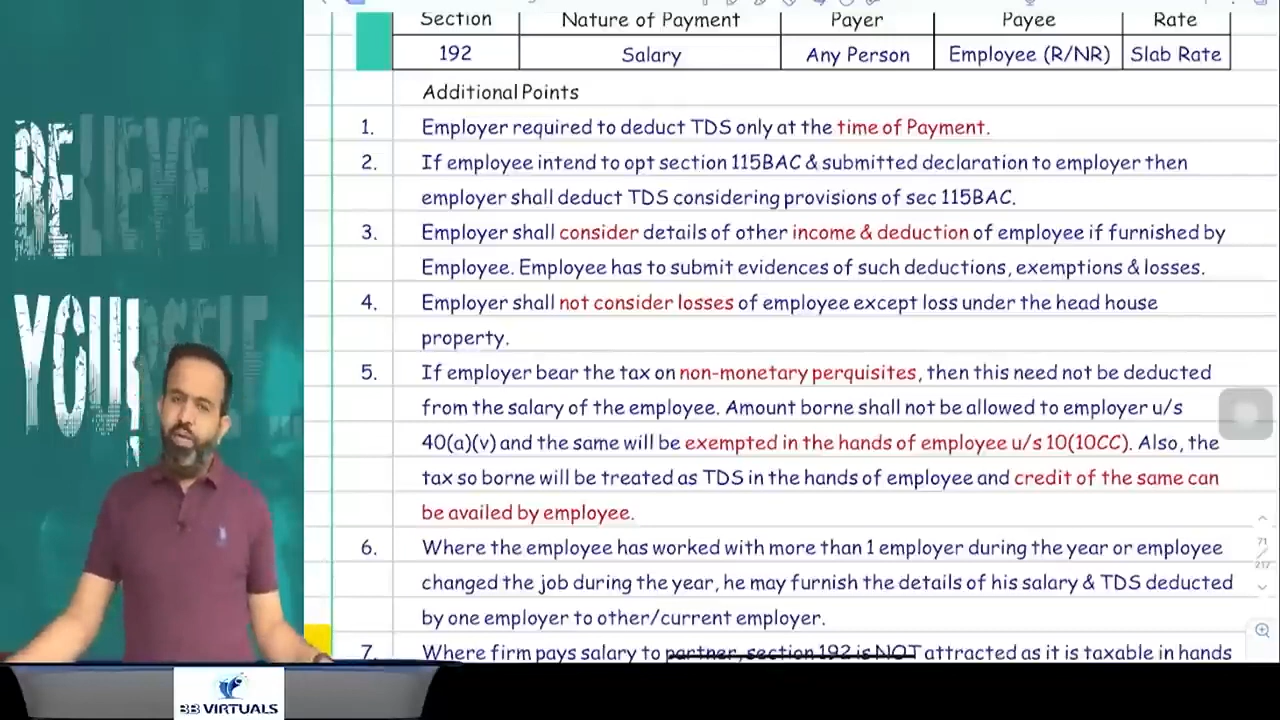 BELIEVE IN
YOURSELF
Section Nature of Payment Payer Payee Rate
192 Salary Any Person Employee (R/NR) Slab Rate
Additional Points
1. Employer required to deduct TDS only at the time of Payment.
2. If employee intend to opt section 115BAC & submitted declaration to employer then
employer shall deduct TDS considering provisions of sec 115BAC.
3. Employer shall consider details of other income & deduction of employee if furnished by
Employee. Employee has to submit evidences of such deductions, exemptions & losses.
4. Employer shall not consider losses of employee except loss under the head house
property.
5. If employer bear the tax on non-monetary perquisites, then this need not be deducted
from the salary of the employee. Amount borne shall not be allowed to employer u/s
40(a)(v) and the same will be exempted in the hands of employee u/s 10(10CC). Also, the
tax so borne will be treated as TDS in the hands of employee and credit of the same can
be availed by employee.
6. Where the employee has worked with more than 1 employer during the year or employee
changed the job during the year, he may furnish the details of his salary & TDS deducted
by one employer to other/current employer.
7. Where firm pays salary to partner, section 192 is NOT attracted as it is taxable in hands
71
217
BB VIRTUALS